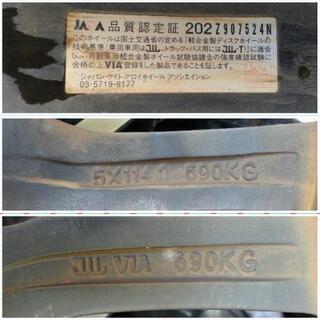 JAWA 品質認定証 202Z907524N
このホイールは国土交通省の定める「軽合金製ディスクホイールの
技術基準（乗用車用はJWL、トラック・バス用にはJWL-T）」に適合
し、自動車用軽合金製ホイール試験協議会の強度確認試験に
合格の上VIA登録をした製品であることを証します。
ジャパンライトアロイホイール アソシエイション
03-5719-9177
5X114.3 690KG
JWL VIA 690KG